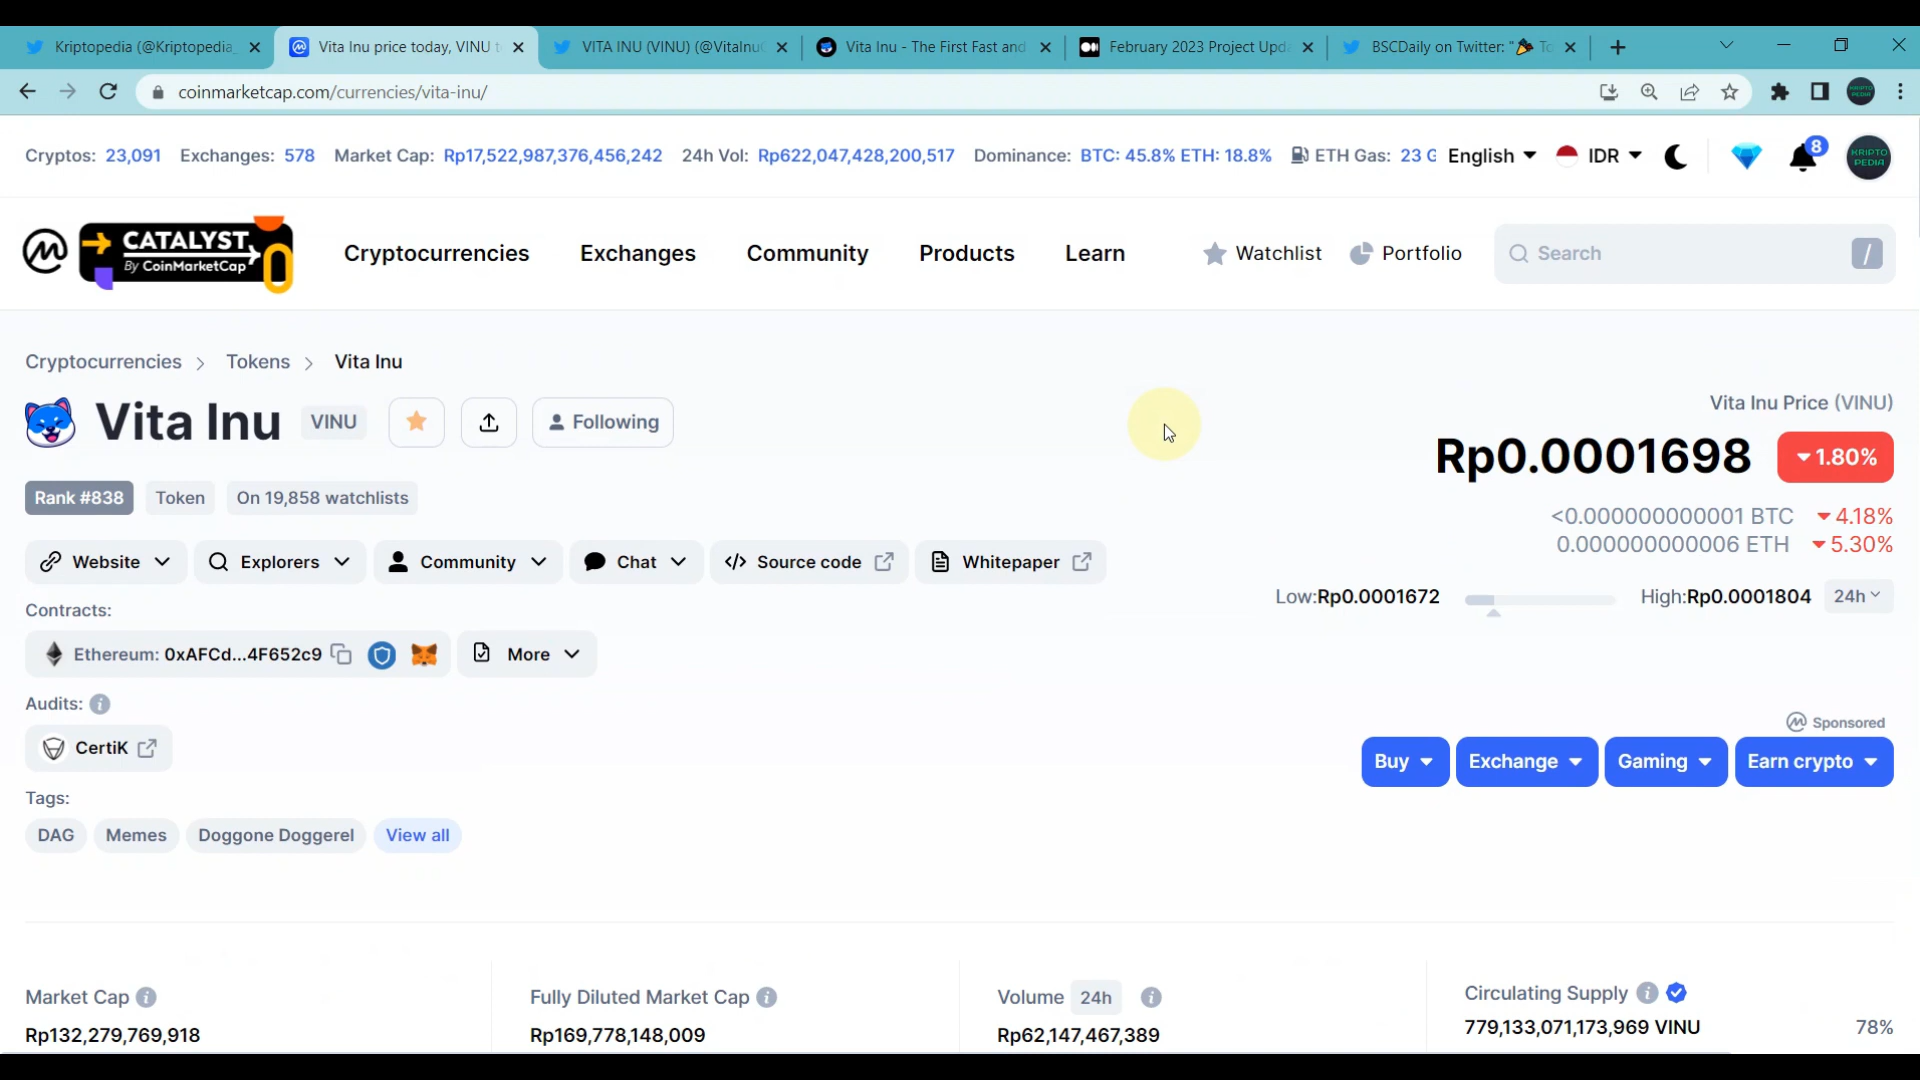 Kriptopedia (@Kriptopedia_
Vita Inu price today, VINU t
VITA INU (VINU) (@VitaInuC
Vita Inu - The First Fast and
February 2023 Project Upda
BSCDaily on Twitter: "🎉 To
coinmarketcap.com/currencies/vita-inu/
Cryptos: 23,091 Exchanges: 578 Market Cap: Rp17,522,987,376,456,242 24h Vol: Rp622,047,428,200,517 Dominance: BTC: 45.8% ETH: 18.8% ETH Gas: 23 G English IDR 8
KRIPTO
PEDIA
CATALYST
By CoinMarketCap
Cryptocurrencies Exchanges Community Products Learn Watchlist Portfolio Search /
Cryptocurrencies > Tokens > Vita Inu
Vita Inu VINU Following
Vita Inu Price (VINU)
Rp0.0001698 1.80%
Rank #838 Token On 19,858 watchlists
<0.000000000001 BTC 4.18%
0.000000000006 ETH 5.30%
Website Explorers Community Chat Source code Whitepaper
Low:Rp0.0001672 High:Rp0.0001804 24h
Contracts:
Ethereum: 0xAFCd...4F652c9 More
Audits:
CertiK
Sponsored
Buy Exchange Gaming Earn crypto
Tags:
DAG Memes Doggone Doggerel View all
Market Cap
Rp132,279,769,918
Fully Diluted Market Cap
Rp169,778,148,009
Volume 24h
Rp62,147,467,389
Circulating Supply
779,133,071,173,969 VINU 78%